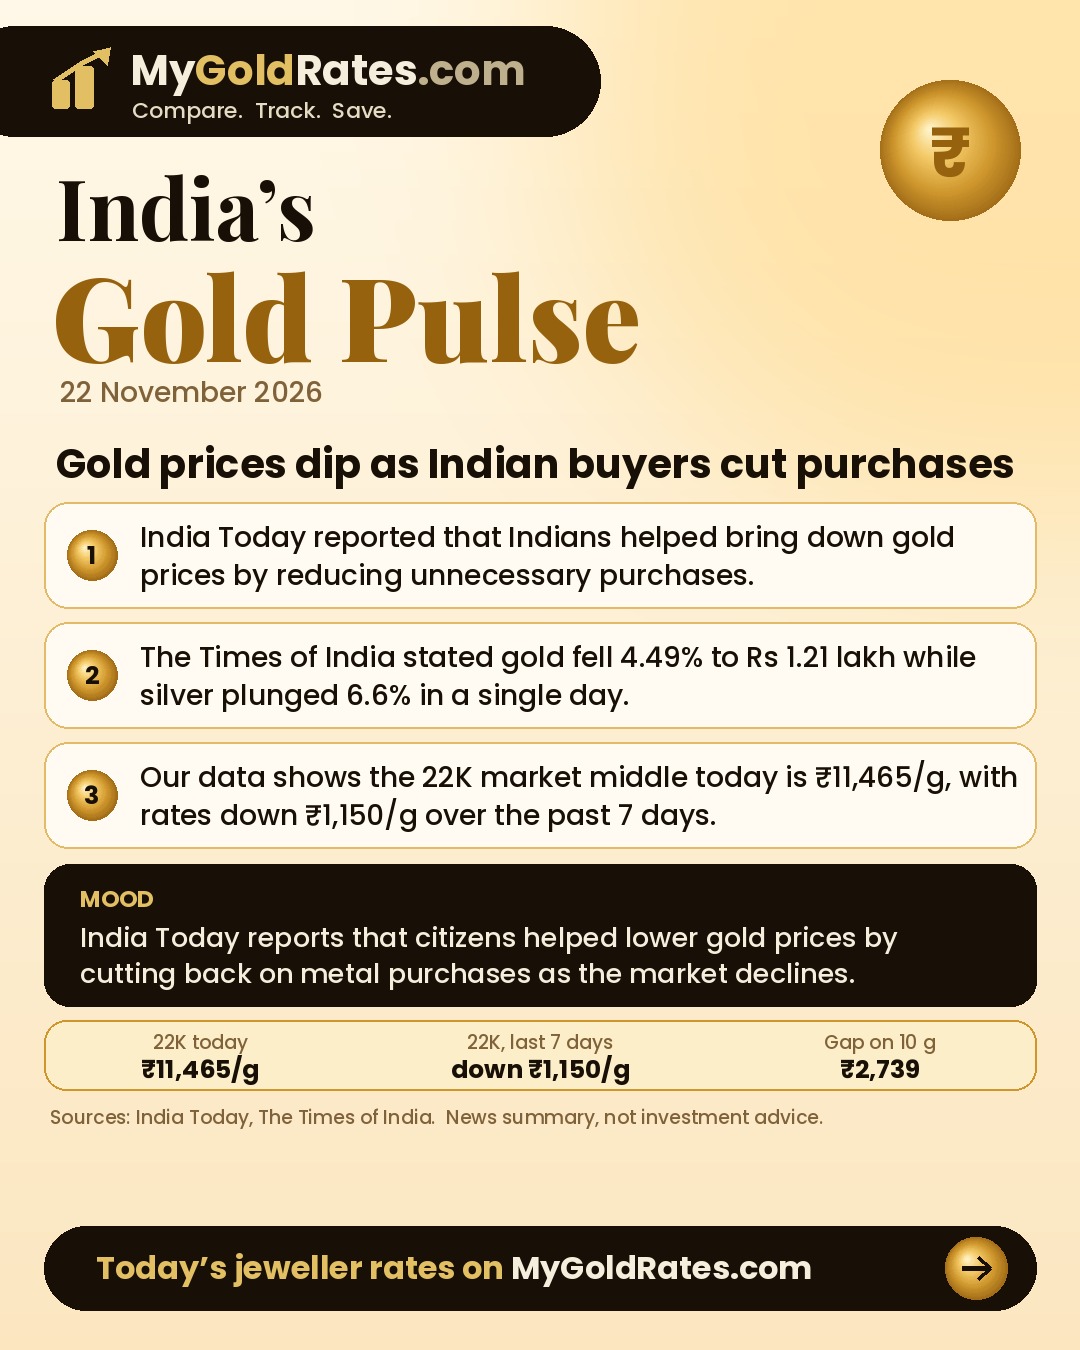 MyGoldRates.com
Compare. Track. Save.
₹
India’s
Gold Pulse
22 November 2026
Gold prices dip as Indian buyers cut purchases
1
India Today reported that Indians helped bring down gold
prices by reducing unnecessary purchases.
2
The Times of India stated gold fell 4.49% to Rs 1.21 lakh while
silver plunged 6.6% in a single day.
3
Our data shows the 22K market middle today is ₹11,465/g, with
rates down ₹1,150/g over the past 7 days.
MOOD
India Today reports that citizens helped lower gold prices by
cutting back on metal purchases as the market declines.
22K today
₹11,465/g
22K, last 7 days
down ₹1,150/g
Gap on 10 g
₹2,739
Sources: India Today, The Times of India. News summary, not investment advice.
Today’s jeweller rates on MyGoldRates.com